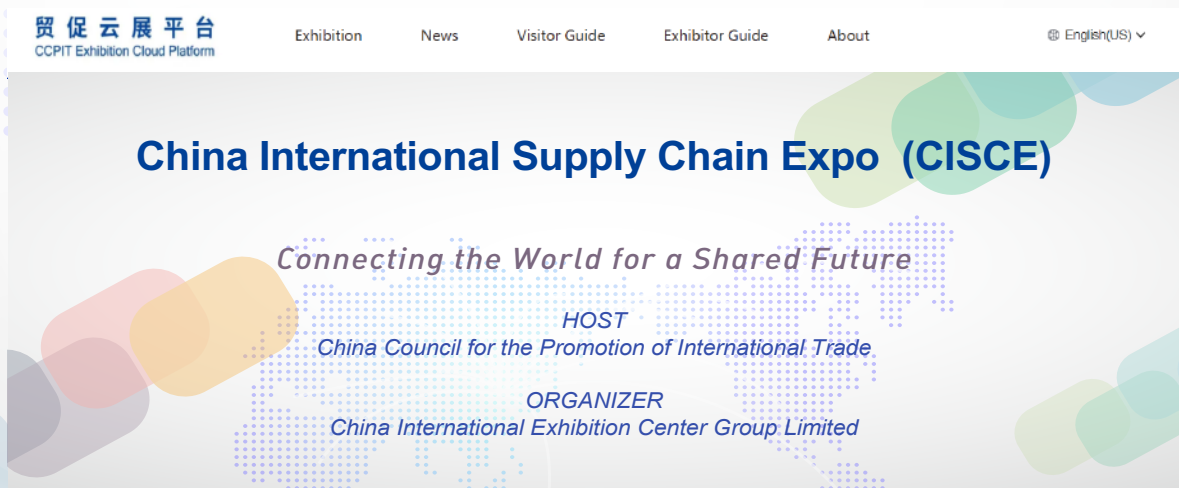 贸促云展平台
CCPIT Exhibition Cloud Platform
Exhibition News Visitor Guide Exhibitor Guide About English(US)
China International Supply Chain Expo (CISCE)
Connecting the World for a Shared Future
HOST
China Council for the Promotion of International Trade
ORGANIZER
China International Exhibition Center Group Limited